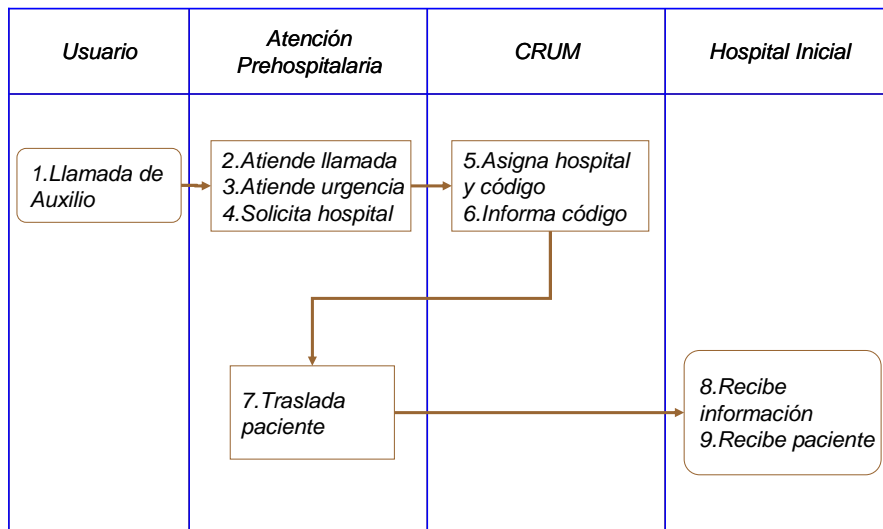 Usuario
Atención
Prehospitalaria
CRUM
Hospital Inicial
1.Llamada de
Auxilio
2.Atiende llamada
3.Atiende urgencia
4.Solicita hospital
5.Asigna hospital
y código
6.Informa código
7.Traslada
paciente
8.Recibe
información
9.Recibe paciente